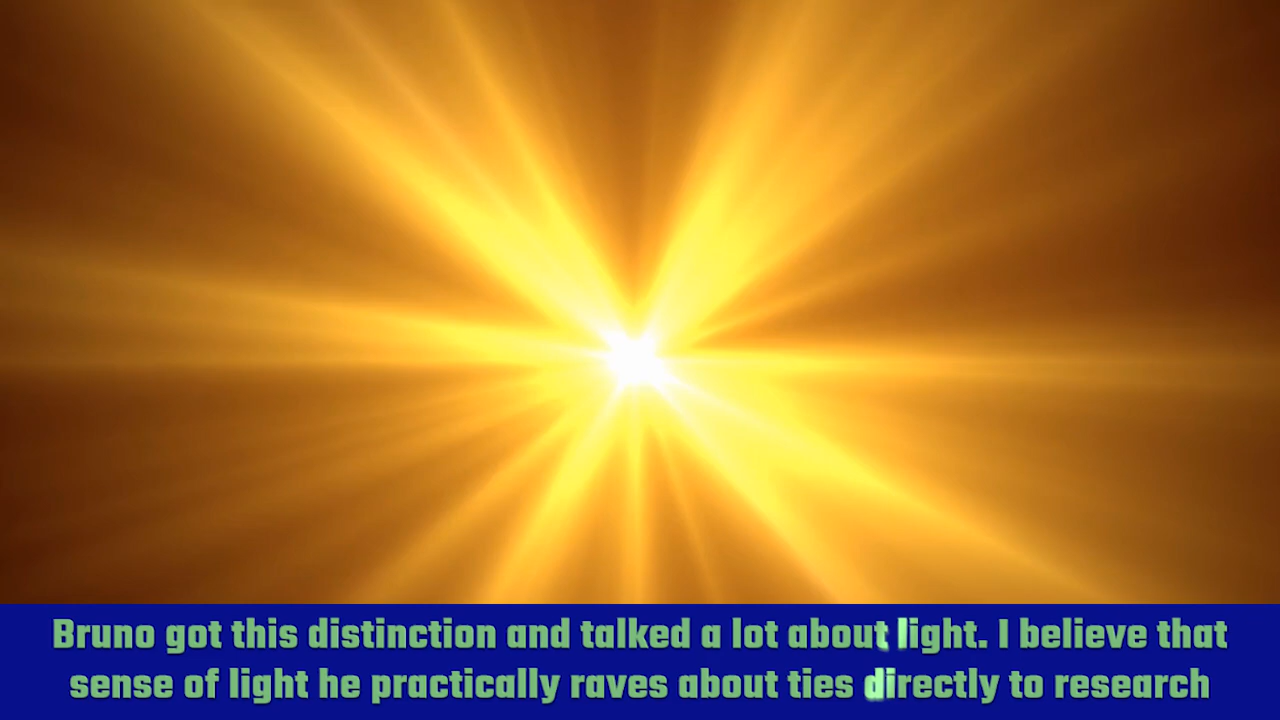 Bruno got this distinction and talked a lot about light. I believe that
sense of light he practically raves about ties directly to research